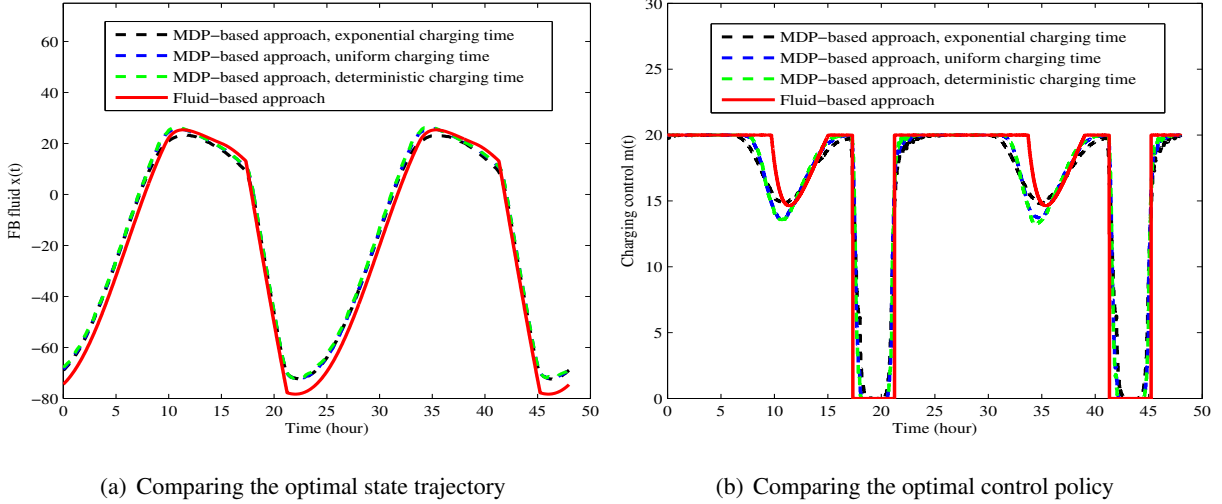 MDP−based approach, exponential charging time
MDP−based approach, uniform charging time
MDP−based approach, deterministic charging time
Fluid−based approach
60
40
20
0
−20
−40
−60
−80
FB fluid x(t)
0 5 10 15 20 25 30 35 40 45 50
Time (hour)
(a) Comparing the optimal state trajectory
MDP−based approach, exponential charging time
MDP−based approach, uniform charging time
MDP−based approach, deterministic charging time
Fluid−based approach
30
25
20
15
10
5
0
Charging control m(t)
0 5 10 15 20 25 30 35 40 45 50
Time (hour)
(b) Comparing the optimal control policy